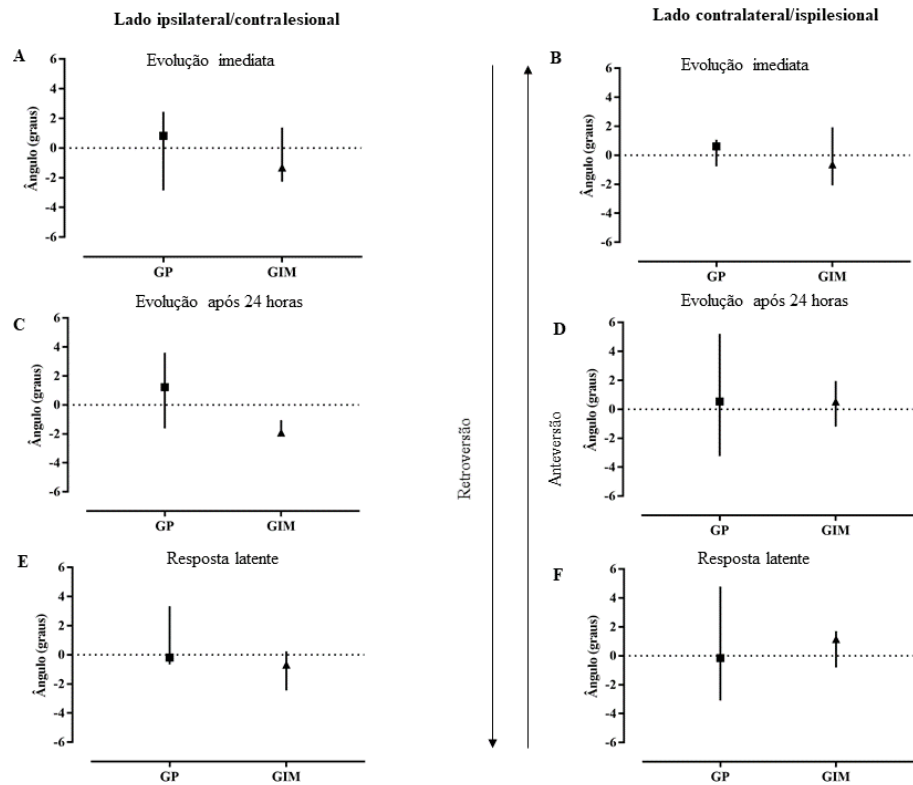 Lado ipsilateral/contralesional
Lado contralateral/ispilesional
A
Evolução imediata
Ângulo (graus)
6
4
2
0
-2
-4
-6
GP
GIM
B
Evolução imediata
Ângulo (graus)
6
4
2
0
-2
-4
-6
GP
GIM
C
Evolução após 24 horas
Ângulo (graus)
6
4
2
0
-2
-4
-6
GP
GIM
Retroversão
Anteversão
D
Evolução após 24 horas
Ângulo (graus)
6
4
2
0
-2
-4
-6
GP
GIM
E
Resposta latente
Ângulo (graus)
6
4
2
0
-2
-4
-6
GP
GIM
F
Resposta latente
Ângulo (graus)
6
4
2
0
-2
-4
-6
GP
GIM